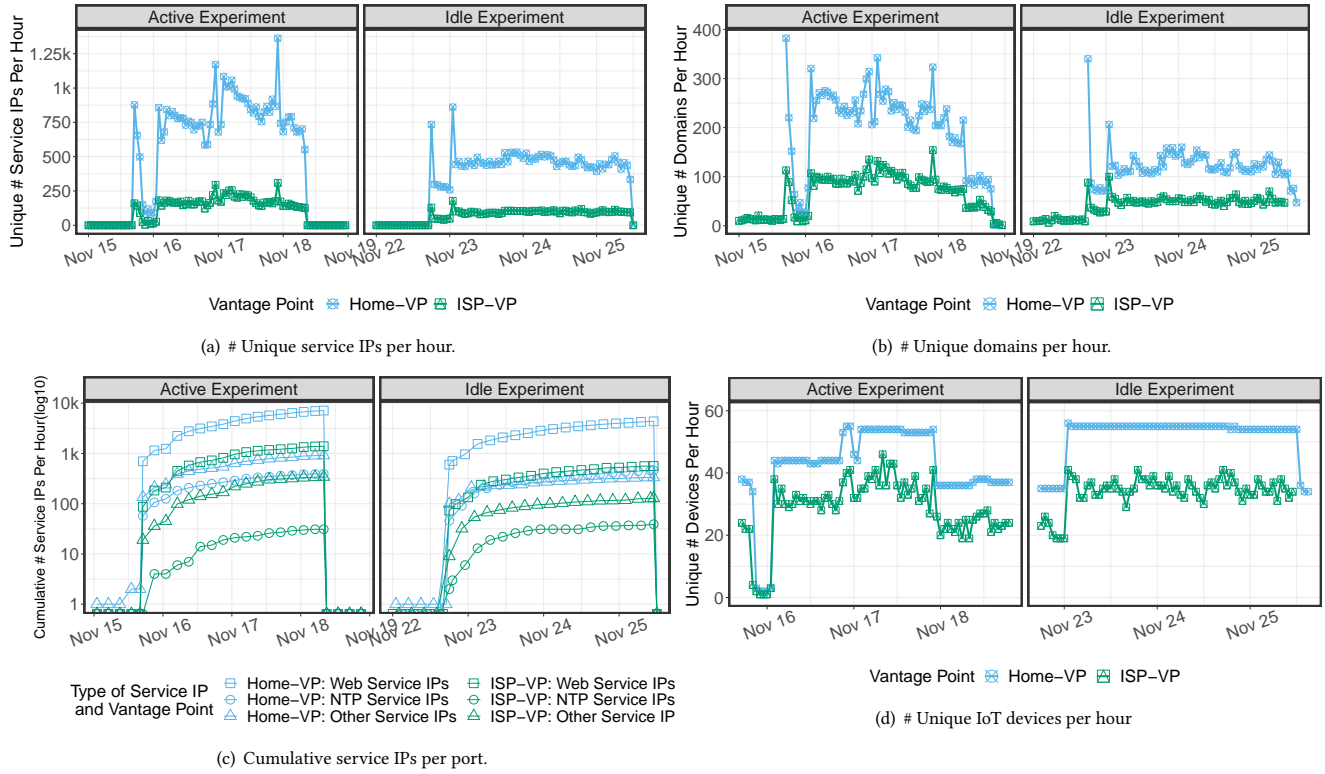 Active Experiment
Idle Experiment
Unique # Service IPs Per Hour
1.25k
1k
750
500
250
0
Nov 15
Nov 16
Nov 17
Nov 18
Nov 19
Nov 22
Nov 23
Nov 24
Nov 25
Vantage Point Home−VP ISP−VP
(a) # Unique service IPs per hour.
Active Experiment
Idle Experiment
Unique # Domains Per Hour
400
300
200
100
0
Nov 15
Nov 16
Nov 17
Nov 18
Nov 19
Nov 22
Nov 23
Nov 24
Nov 25
Vantage Point Home−VP ISP−VP
(b) # Unique domains per hour.
Active Experiment
Idle Experiment
Cumulative # Service IPs Per Hour(log10)
10k
1k
100
10
1
Nov 15
Nov 16
Nov 17
Nov 18
Nov 19
Nov 22
Nov 23
Nov 24
Nov 25
Type of Service IP
and Vantage Point
Home−VP: Web Service IPs
Home−VP: NTP Service IPs
Home−VP: Other Service IPs
ISP−VP: Web Service IPs
ISP−VP: NTP Service IPs
ISP−VP: Other Service IP
(c) Cumulative service IPs per port.
Active Experiment
Idle Experiment
Unique # Devices Per Hour
60
40
20
0
Nov 16
Nov 17
Nov 18
Nov 23
Nov 24
Nov 25
Vantage Point Home−VP ISP−VP
(d) # Unique IoT devices per hour